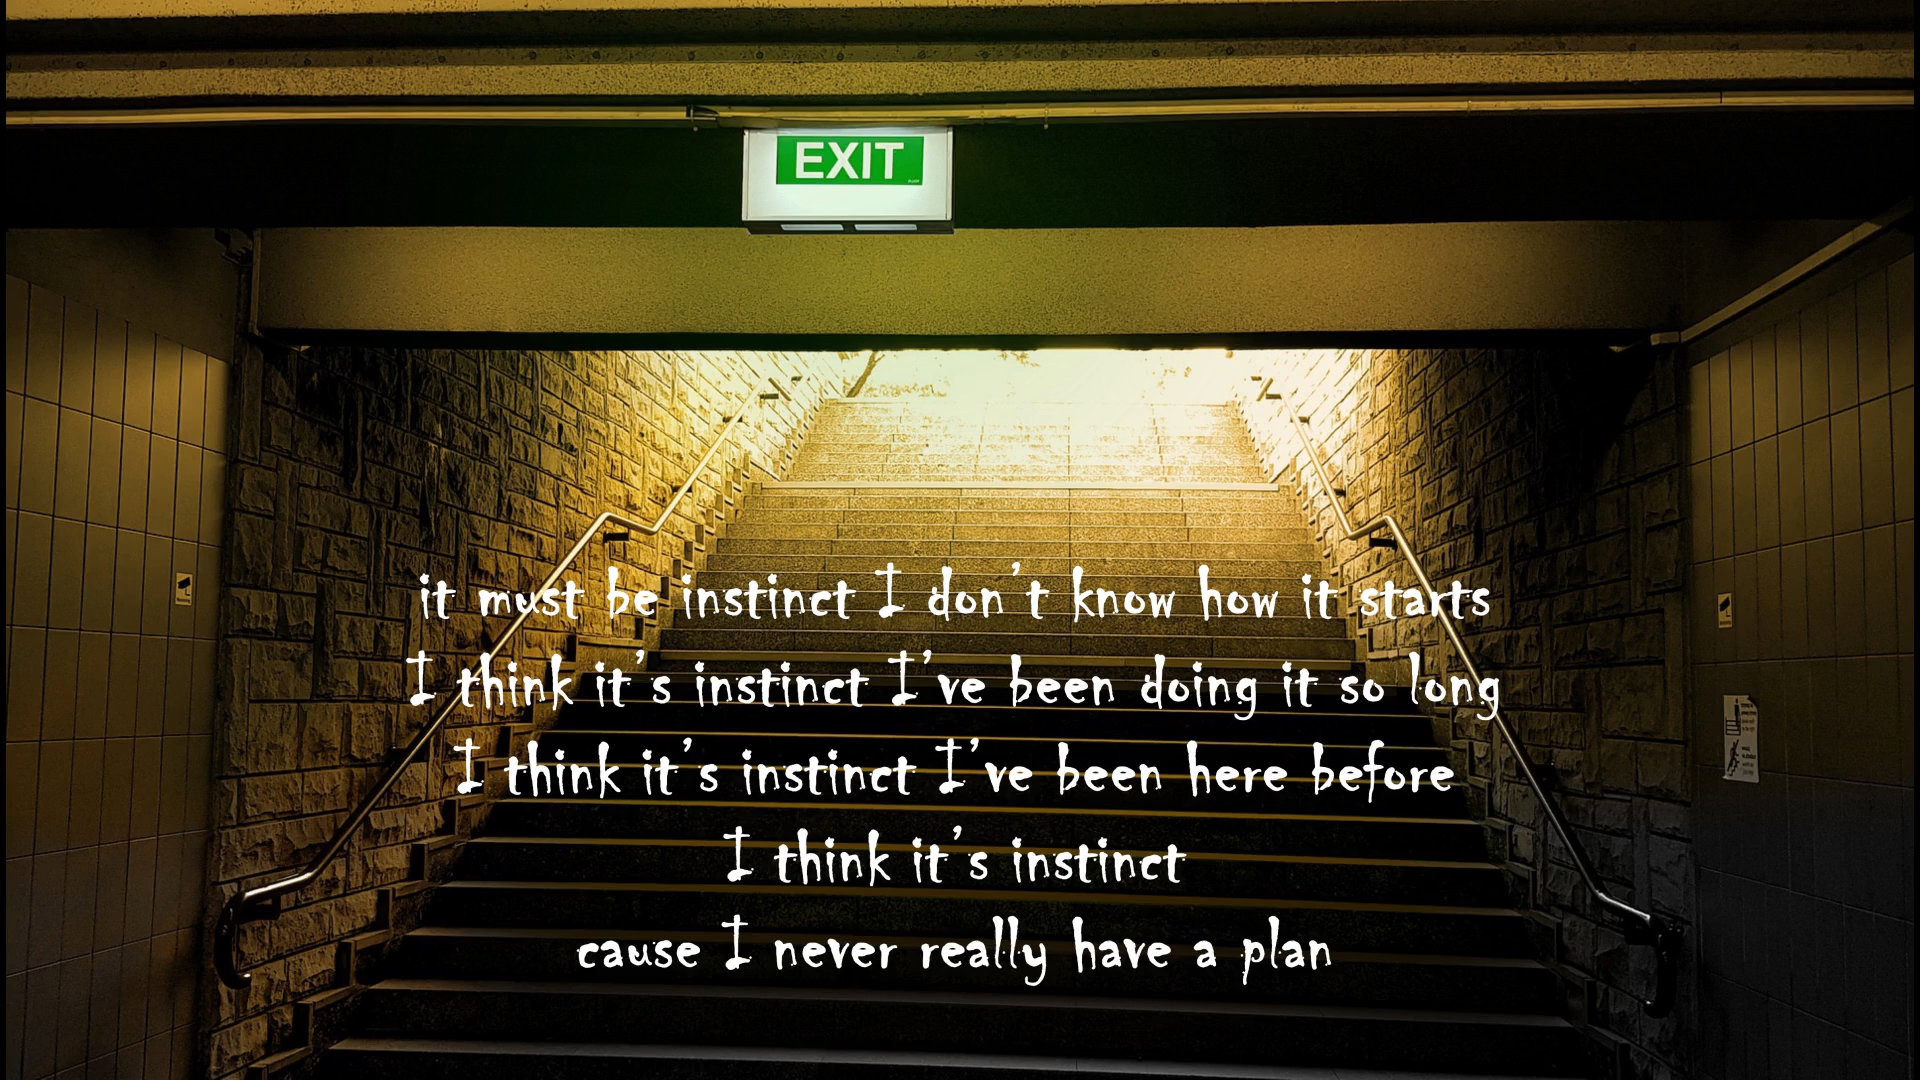 EXIT
it must be instinct I don't know how it starts
I think it's instinct I've been doing it so long
I think it's instinct I've been here before
I think it's instinct
cause I never really have a plan